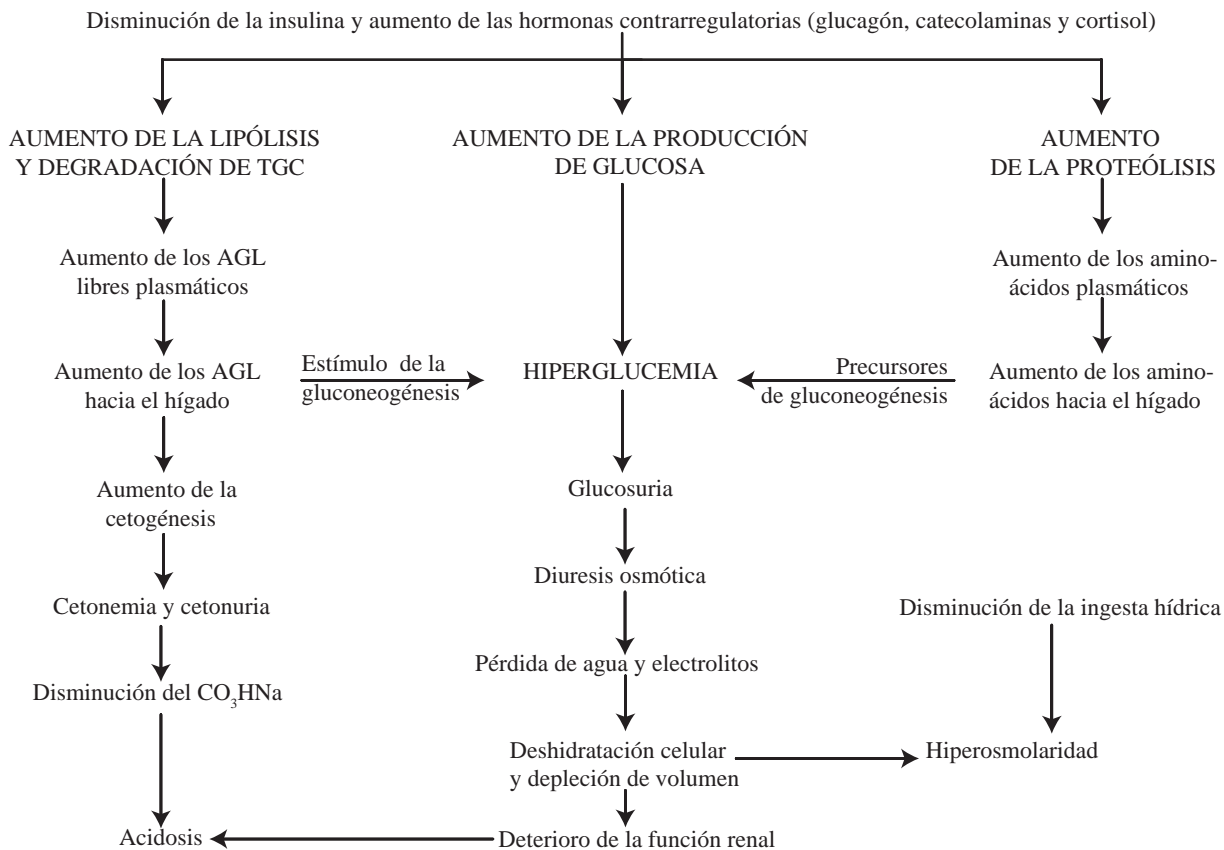 Disminución de la insulina y aumento de las hormonas contrarregulatorias (glucagón, catecolaminas y cortisol)
AUMENTO DE LA LIPÓLISIS
Y DEGRADACIÓN DE TGC
AUMENTO DE LA PRODUCCIÓN
DE GLUCOSA
AUMENTO
DE LA PROTEÓLISIS
Aumento de los AGL
libres plasmáticos
Aumento de los amino-
ácidos plasmáticos
Aumento de los AGL
hacia el hígado
Estímulo de la
gluconeogénesis
HIPERGLUCEMIA
Precursores
de gluconeogénesis
Aumento de los amino-
ácidos hacia el hígado
Aumento de la
cetogénesis
Glucosuria
Diuresis osmótica
Cetonemia y cetonuria
Disminución de la ingesta hídrica
Pérdida de agua y electrolitos
Disminución del CO₃HNa
Deshidratación celular
y depleción de volumen
Hiperosmolaridad
Acidosis
Deterioro de la función renal